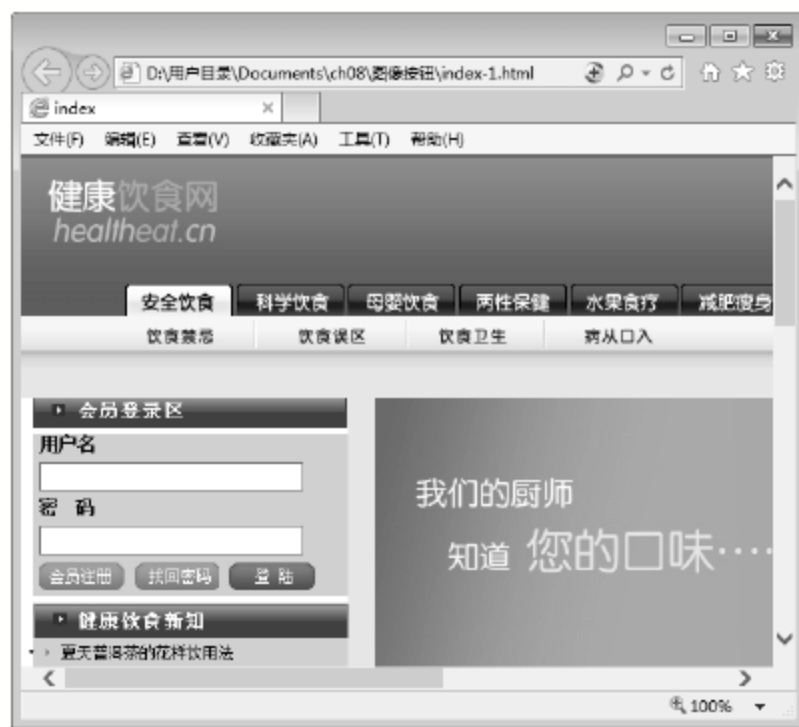 D:\用户目录\Documents\ch08\图像按钮\index-1.html
index
文件(F) 编辑(E) 查看(V) 收藏夹(A) 工具(T) 帮助(H)
健康饮食网
healtheat.cn
安全饮食 科学饮食 母婴饮食 两性保健 水果食疗 减肥瘦身
饮食禁忌 饮食误区 饮食卫生 病从口入
会员登录区
用户名
密 码
会员注册 找回密码 登 陆
我们的厨师
知道 您的口味····
健康饮食新知
夏天普洱茶的花样饮用法
100%